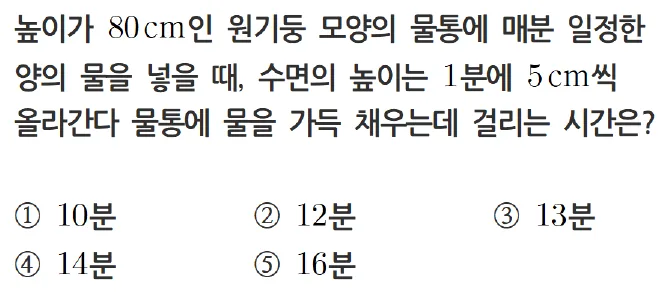 높이가 80cm인 원기둥 모양의 물통에 매분 일정한
양의 물을 넣을 때, 수면의 높이는 1분에 5cm씩
올라간다 물통에 물을 가득 채우는데 걸리는 시간은?
① 10분 ② 12분 ③ 13분
④ 14분 ⑤ 16분